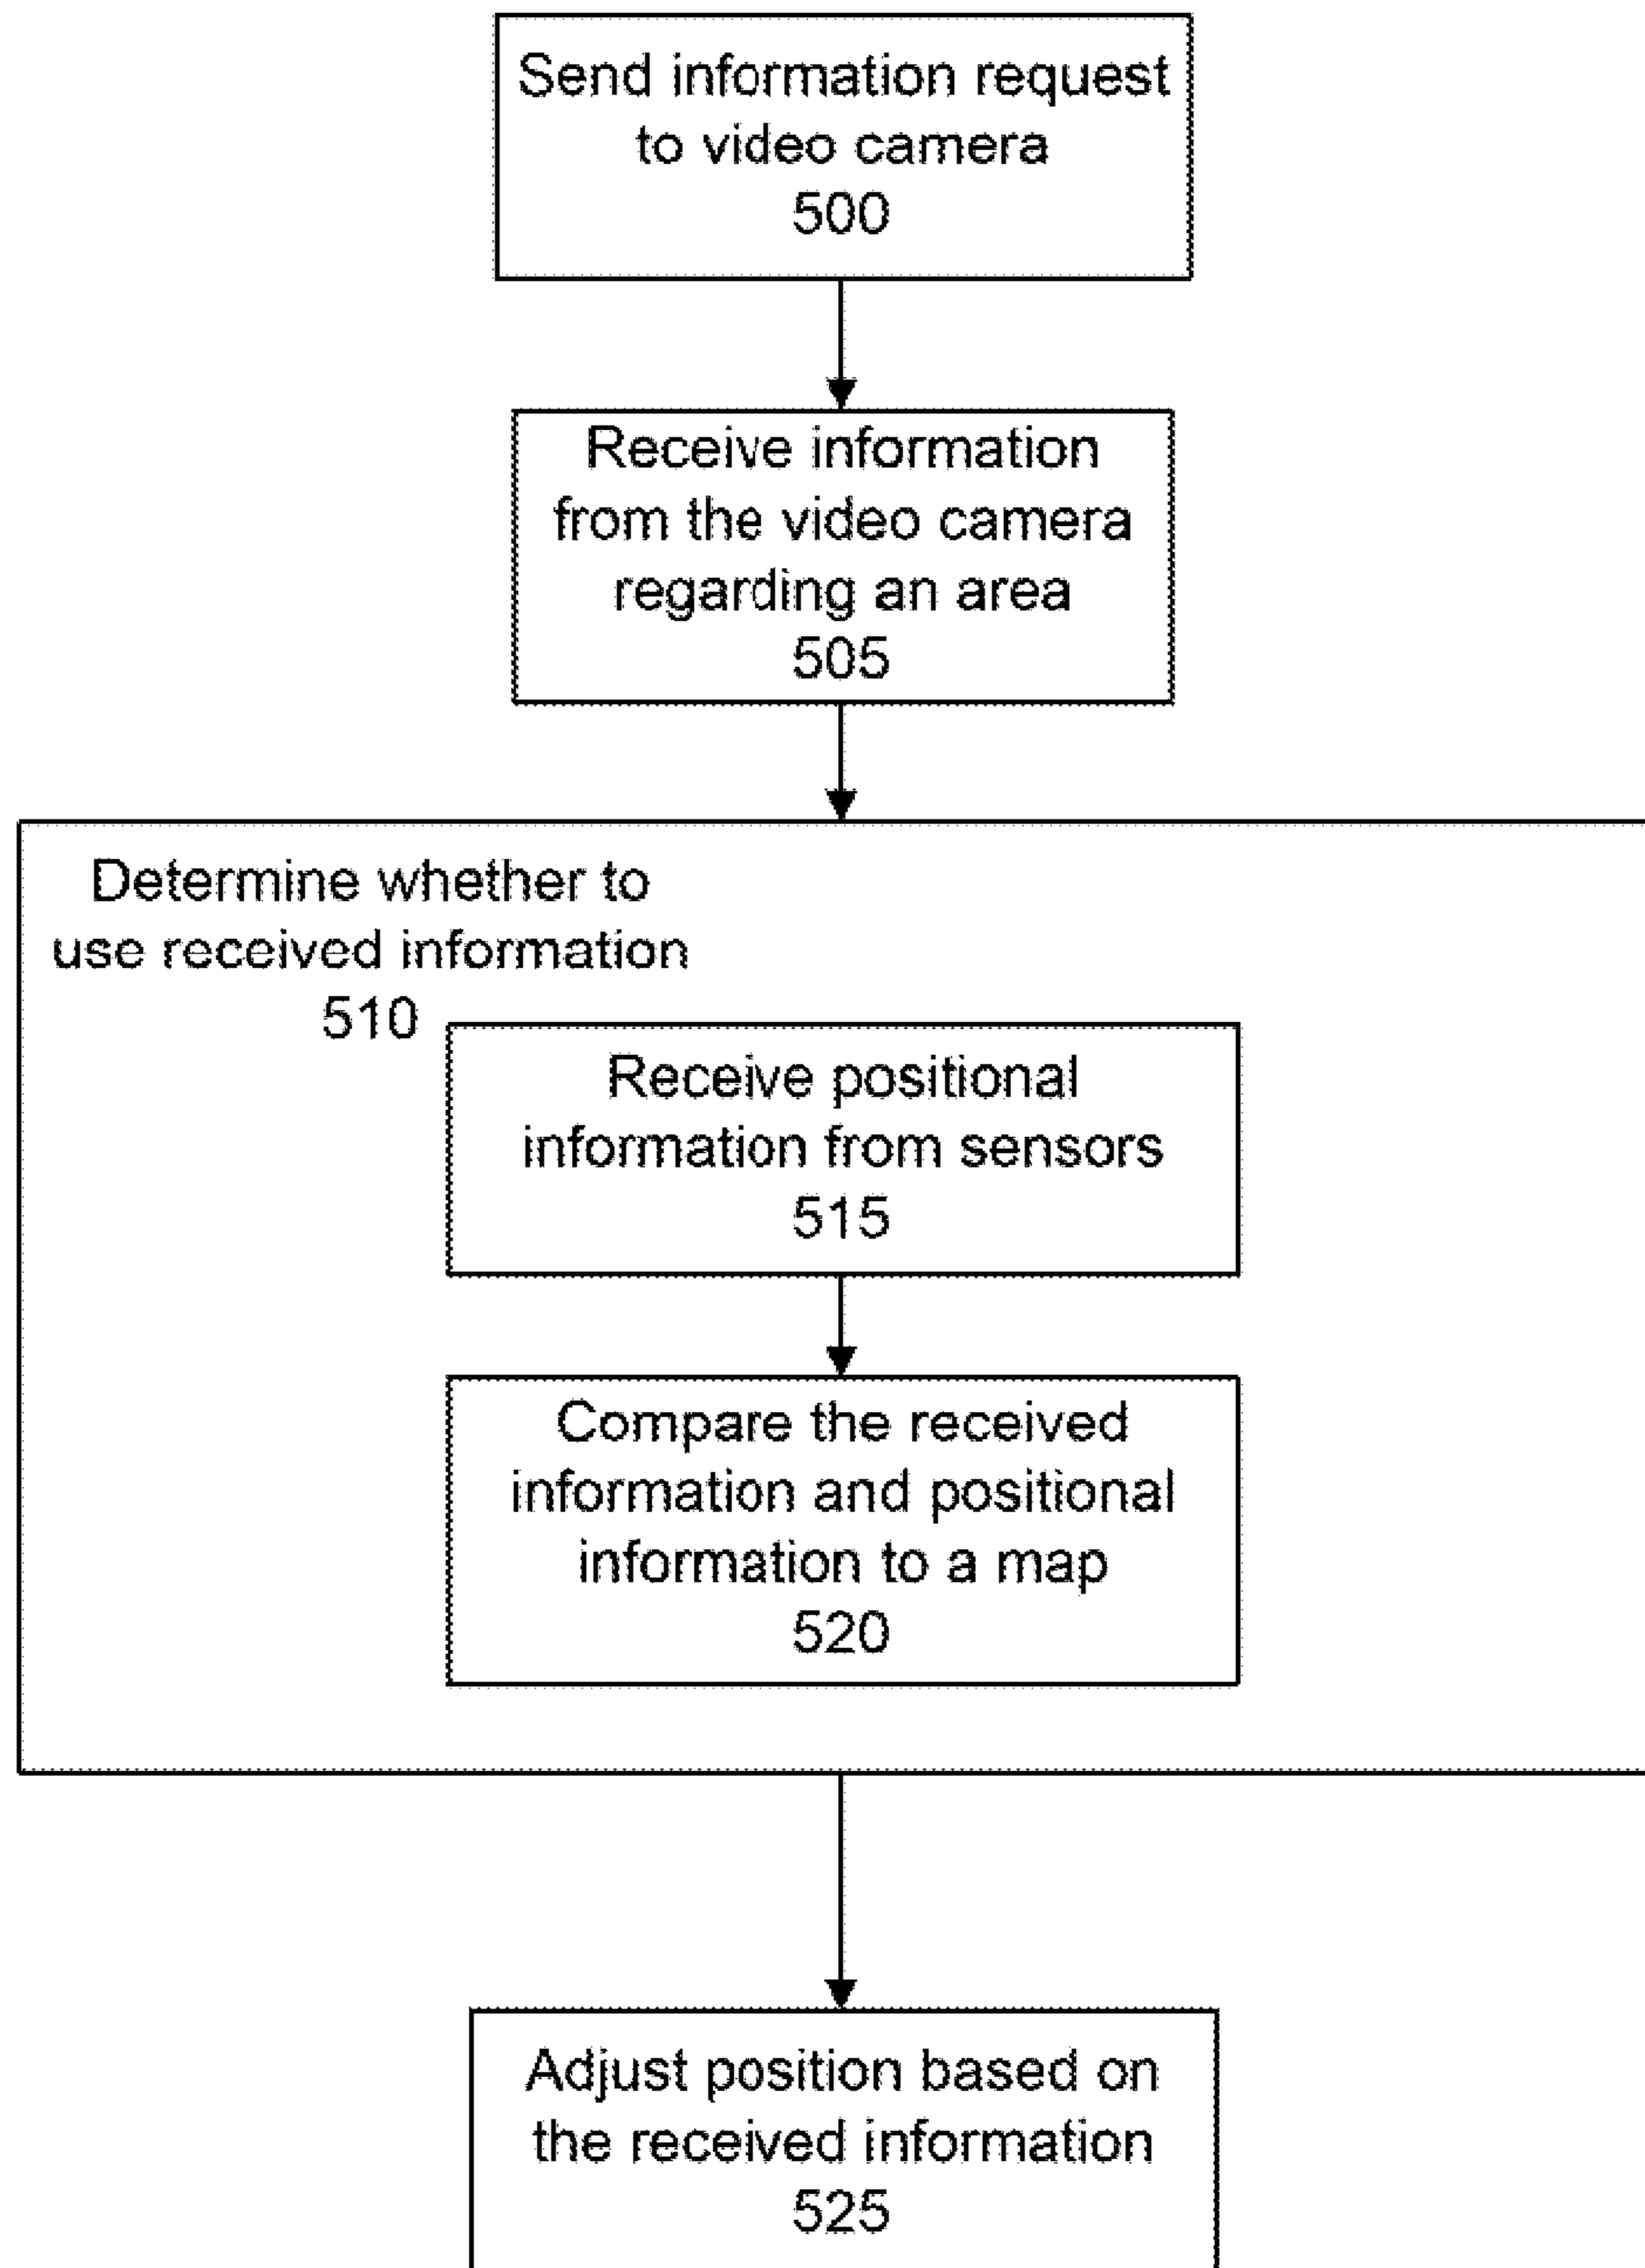 Send information request
to video camera
500
Receive information
from the video camera
regarding an area
505
Determine whether to
use received information
510
Receive positional
information from sensors
515
Compare the received
information and positional
information to a map
520
Adjust position based on
the received information
525